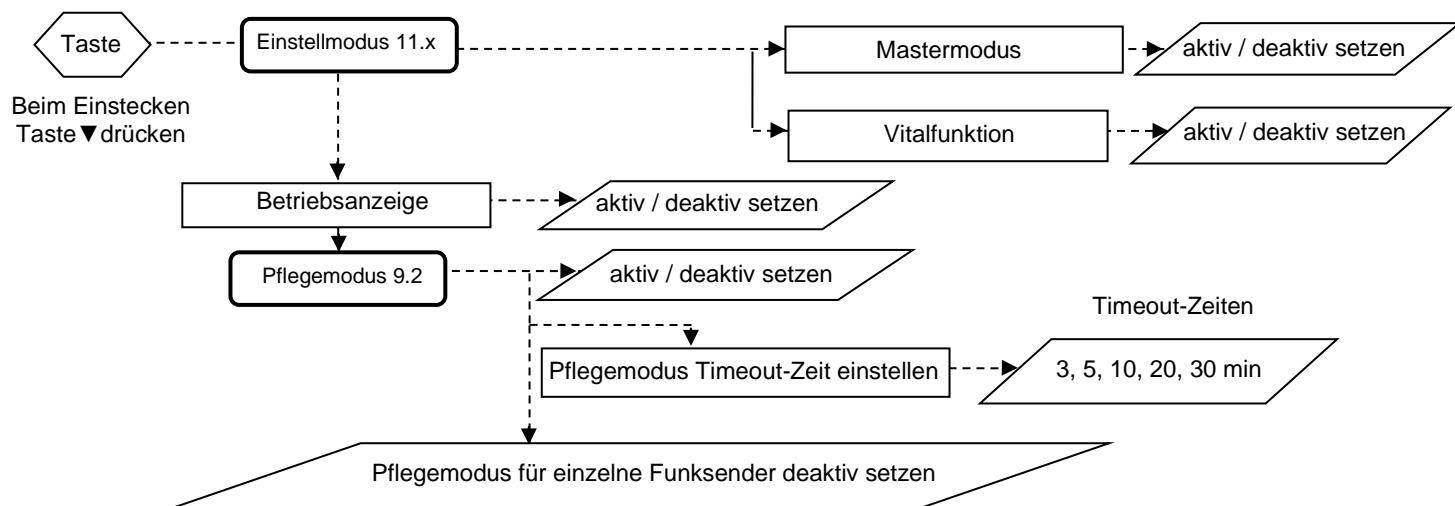 Taste
Einstellmodus 11.x
Mastermodus
aktiv / deaktiv setzen
Beim Einstecken
Taste▼drücken
Vitalfunktion
aktiv / deaktiv setzen
Betriebsanzeige
aktiv / deaktiv setzen
Pflegemodus 9.2
aktiv / deaktiv setzen
Timeout-Zeiten
Pflegemodus Timeout-Zeit einstellen
3, 5, 10, 20, 30 min
Pflegemodus für einzelne Funksender deaktiv setzen